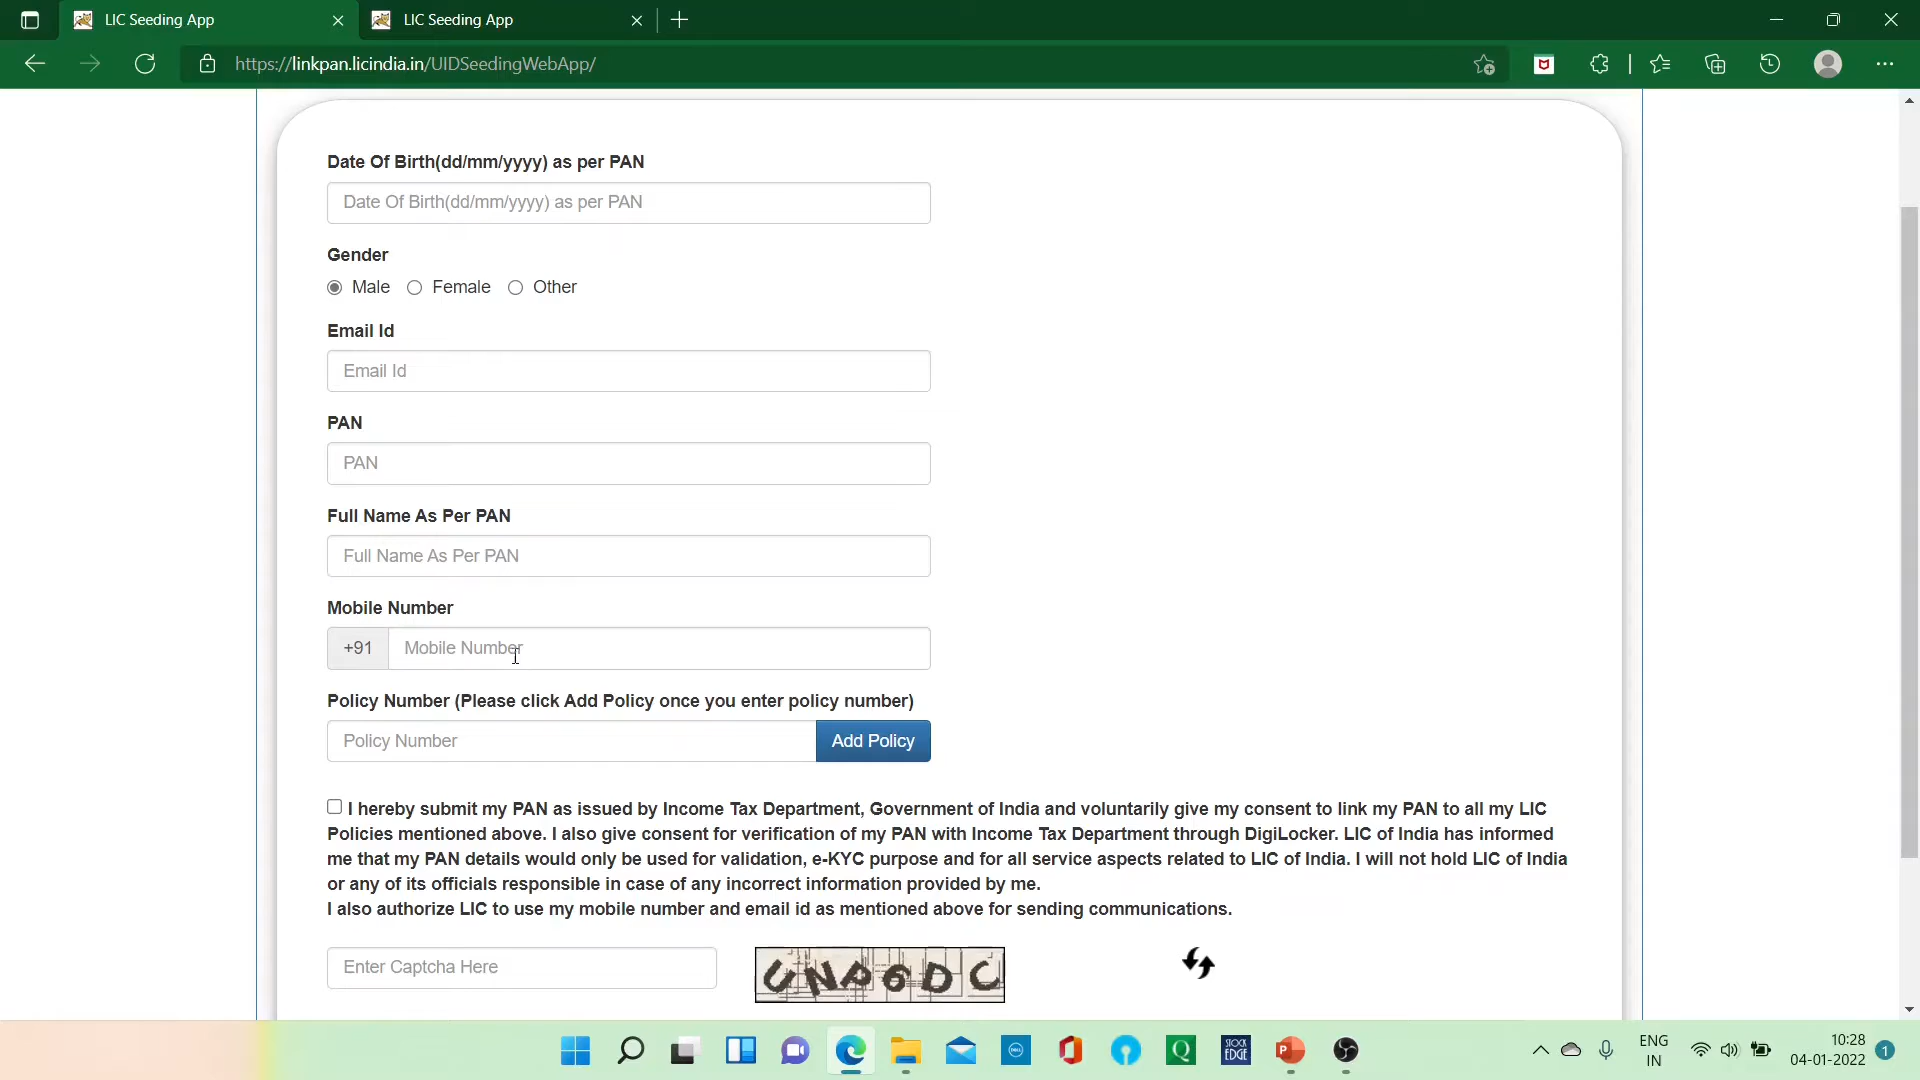 LIC Seeding App
LIC Seeding App
https://linkpan.licindia.in/UIDSeedingWebApp/
Date Of Birth(dd/mm/yyyy) as per PAN
Date Of Birth(dd/mm/yyyy) as per PAN
Gender
Male Female Other
Email Id
Email Id
PAN
PAN
Full Name As Per PAN
Full Name As Per PAN
Mobile Number
+91 Mobile Number
Policy Number (Please click Add Policy once you enter policy number)
Policy Number Add Policy
I hereby submit my PAN as issued by Income Tax Department, Government of India and voluntarily give my consent to link my PAN to all my LIC
Policies mentioned above. I also give consent for verification of my PAN with Income Tax Department through DigiLocker. LIC of India has informed
me that my PAN details would only be used for validation, e-KYC purpose and for all service aspects related to LIC of India. I will not hold LIC of India
or any of its officials responsible in case of any incorrect information provided by me.
I also authorize LIC to use my mobile number and email id as mentioned above for sending communications.
Enter Captcha Here UNP6DC
DELL
Q
STOCK
EDGE
P
ENG
IN
10:28
04-01-2022
1